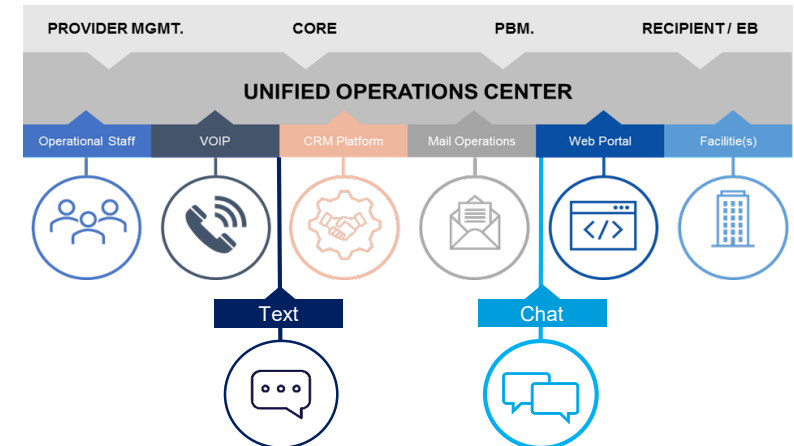 PROVIDER MGMT. CORE PBM. RECIPIENT / EB
UNIFIED OPERATIONS CENTER
Operational Staff VOIP CRM Platform Mail Operations Web Portal Facilitie(s)
</>
Text Chat